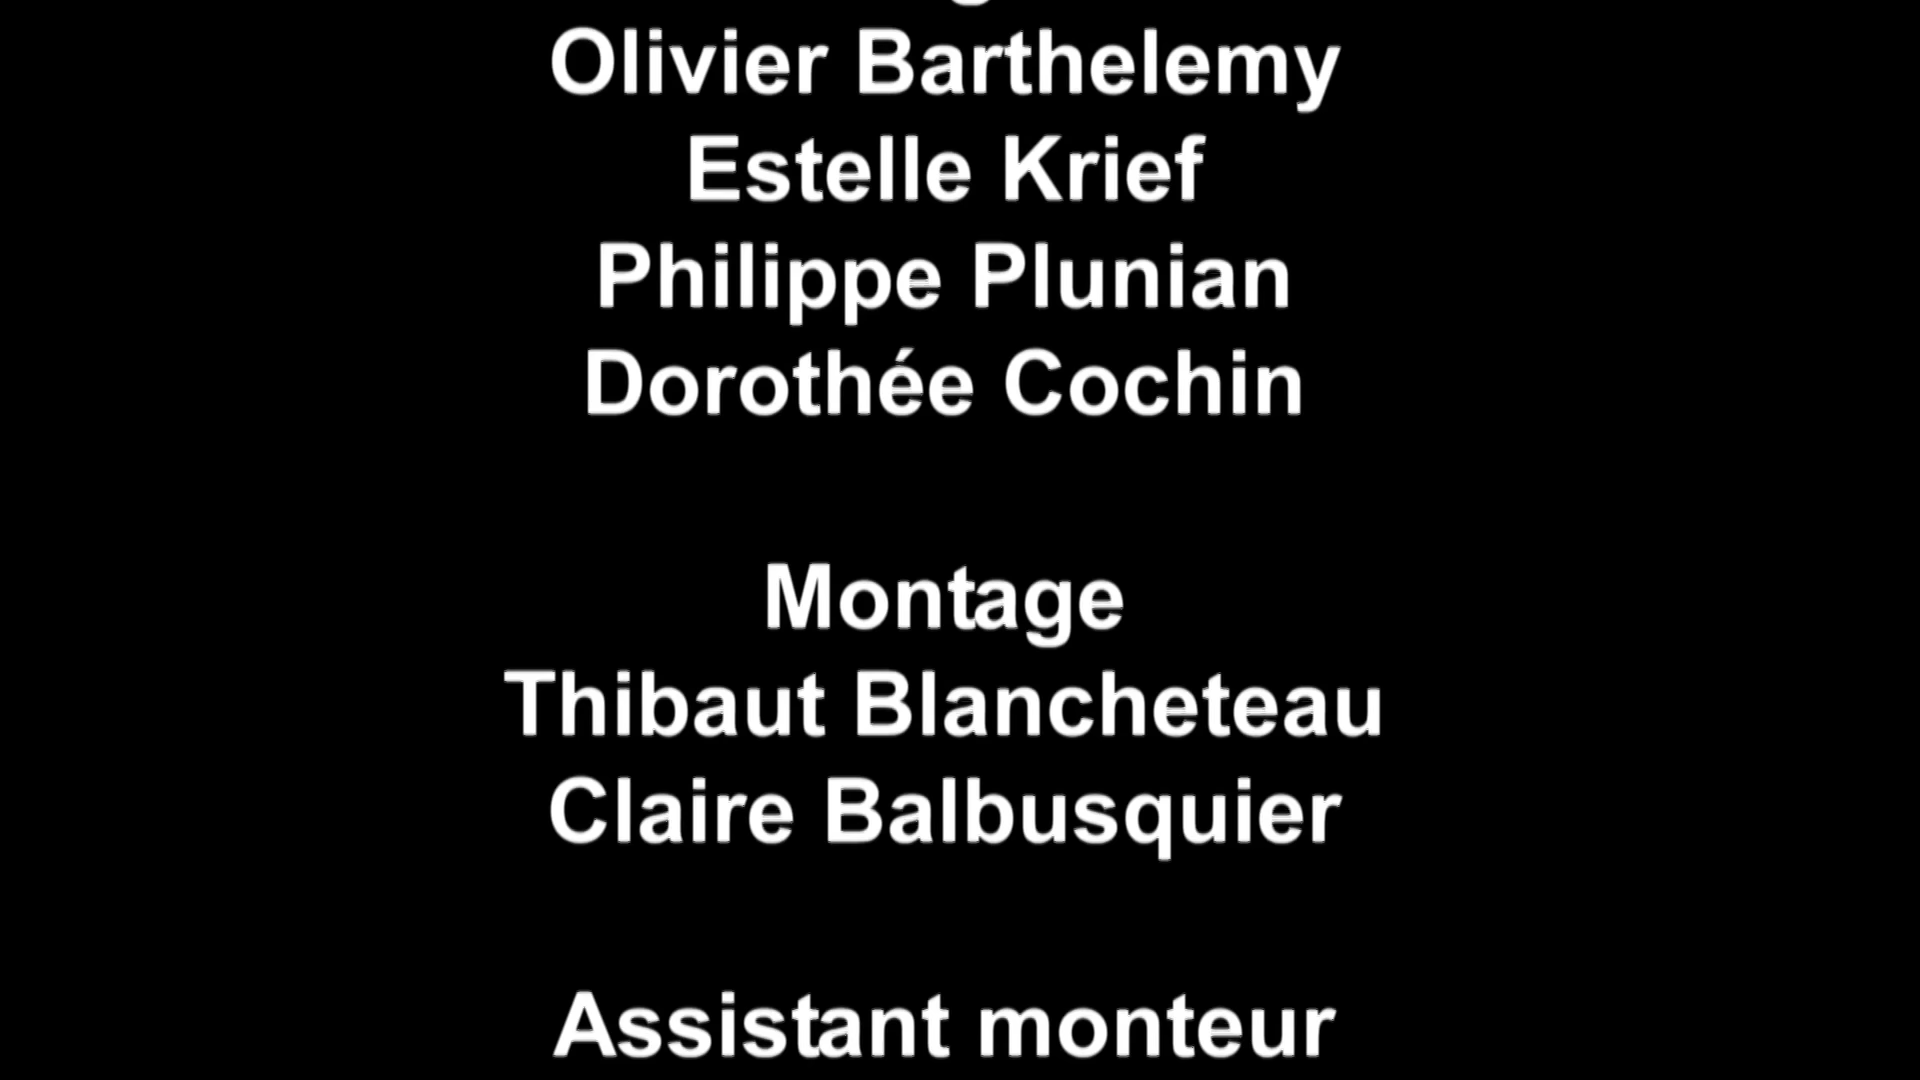 Olivier Barthelemy
Estelle Krief
Philippe Plunian
Dorothée Cochin
Montage
Thibaut Blancheteau
Claire Balbusquier
Assistant monteur